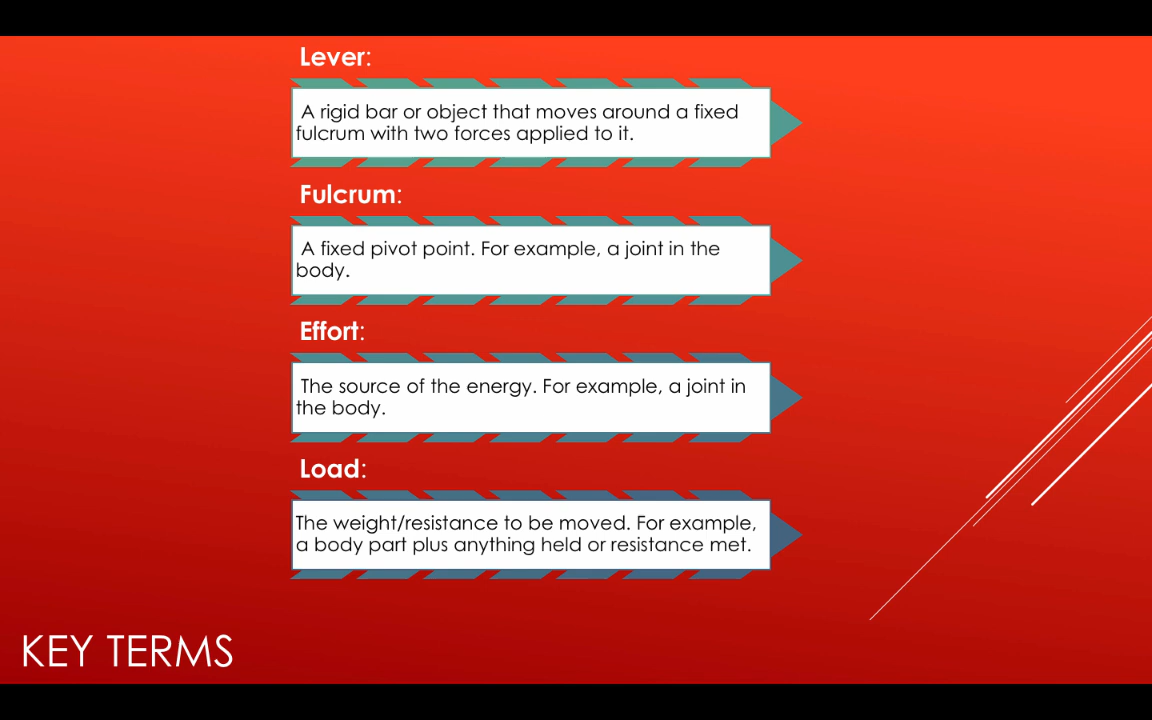 Lever:
A rigid bar or object that moves around a fixed
fulcrum with two forces applied to it.
Fulcrum:
A fixed pivot point. For example, a joint in the
body.
Effort:
The source of the energy. For example, a joint in
the body.
Load:
The weight/resistance to be moved. For example,
a body part plus anything held or resistance met.
KEY TERMS